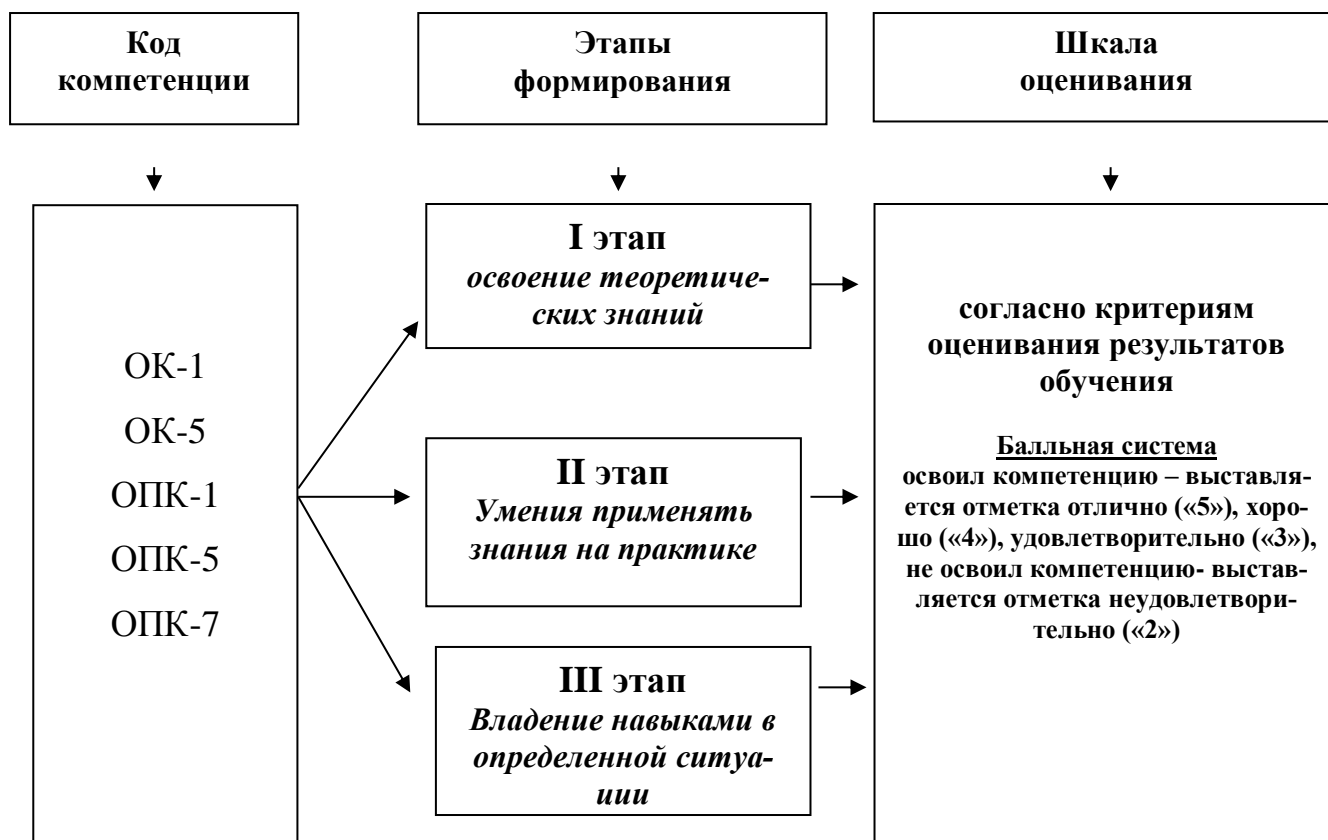 Код
компетенции
Этапы
формирования
Шкала
оценивания
ОК-1
ОК-5
ОПК-1
ОПК-5
ОПК-7
I этап
освоение теоретиче-
ских знаний
II этап
Умения применять
знания на практике
III этап
Владение навыками в
определенной ситуа-
иии
согласно критериям
оценивания результатов
обучения
Балльная система
освоил компетенцию – выставля-
ется отметка отлично («5»), хоро-
шо («4»), удовлетворительно («3»),
не освоил компетенцию- выстав-
ляется отметка неудовлетвори-
тельно («2»)